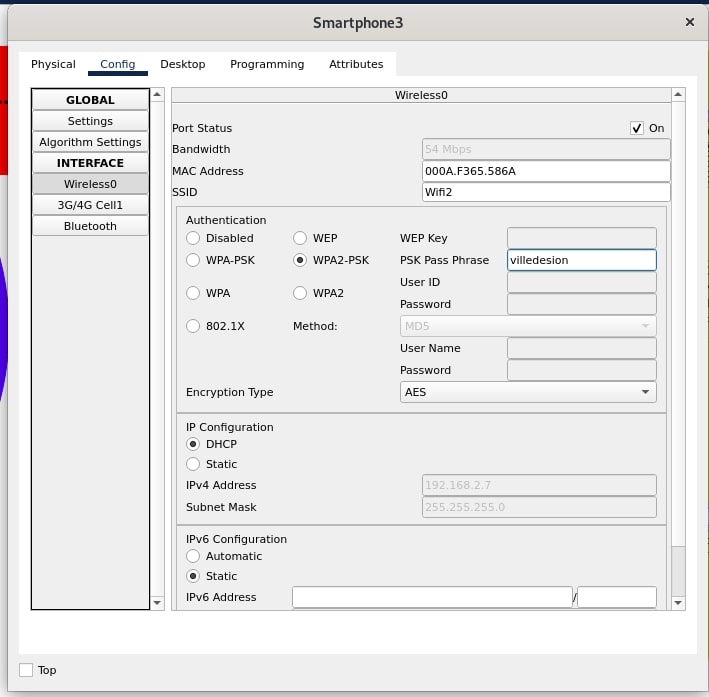 Smartphone3
Physical Config Desktop Programming Attributes
GLOBAL
Settings
Algorithm Settings
INTERFACE
Wireless0
3G/4G Cell1
Bluetooth
Wireless0
Port Status On
Bandwidth 54 Mbps
MAC Address 000A.F365.586A
SSID Wifi2
Authentication
Disabled WEP WEP Key
WPA-PSK WPA2-PSK PSK Pass Phrase villedesion
User ID
WPA WPA2
Password
802.1X Method: MD5
User Name
Password
Encryption Type AES
IP Configuration
DHCP
Static
IPv4 Address 192.168.2.7
Subnet Mask 255.255.255.0
IPv6 Configuration
Automatic
Static
IPv6 Address /
Top